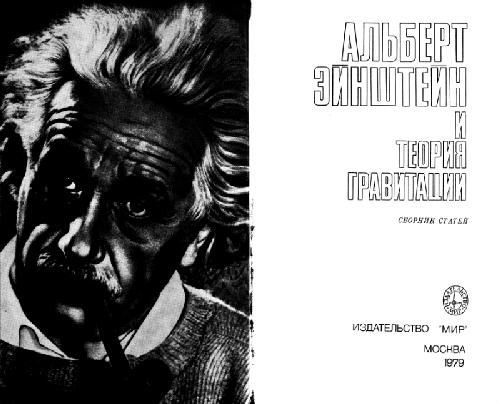 АЛЬБЕРТ
ЭЙНШТЕЙН
И
ТЕОРИЯ
ГРАВИТАЦИИ
СБОРНИК СТАТЕЙ
ИЗДАТЕЛЬСТВО "МИР"
МОСКВА
1979